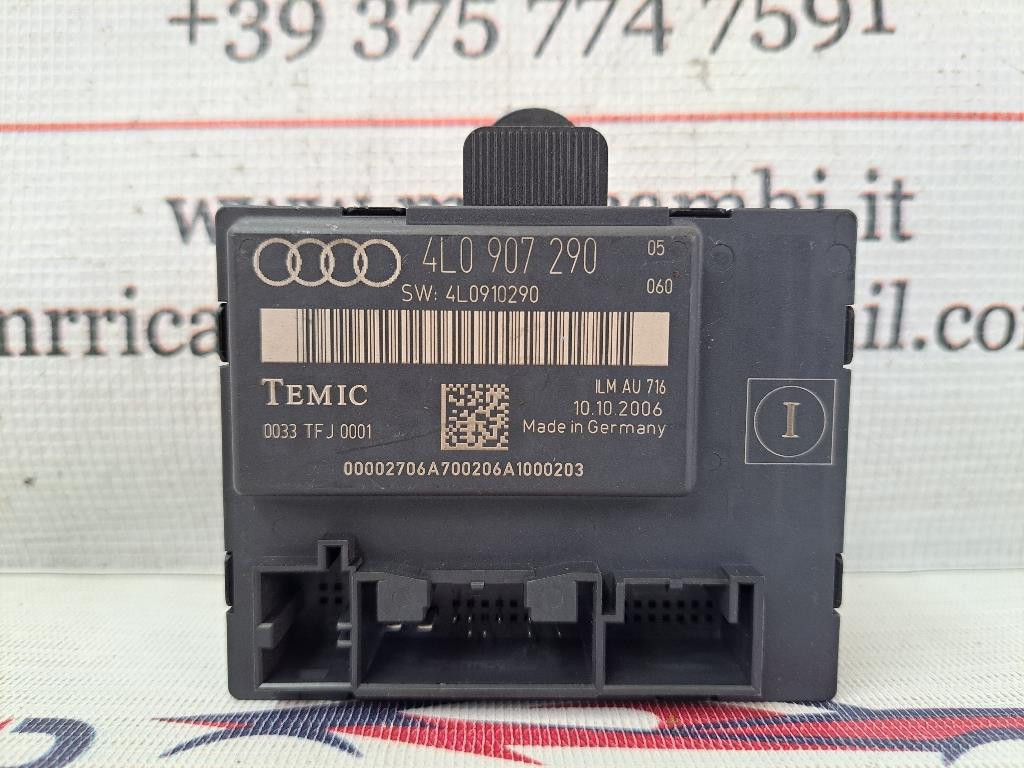 +39 375 774 7591
4L0 907 290 05
SW: 4L0910290 060
TEMIC
ILM AU 716
10.10.2006
0033 TFJ 0001
Made in Germany
00002706A700206A1000203
I